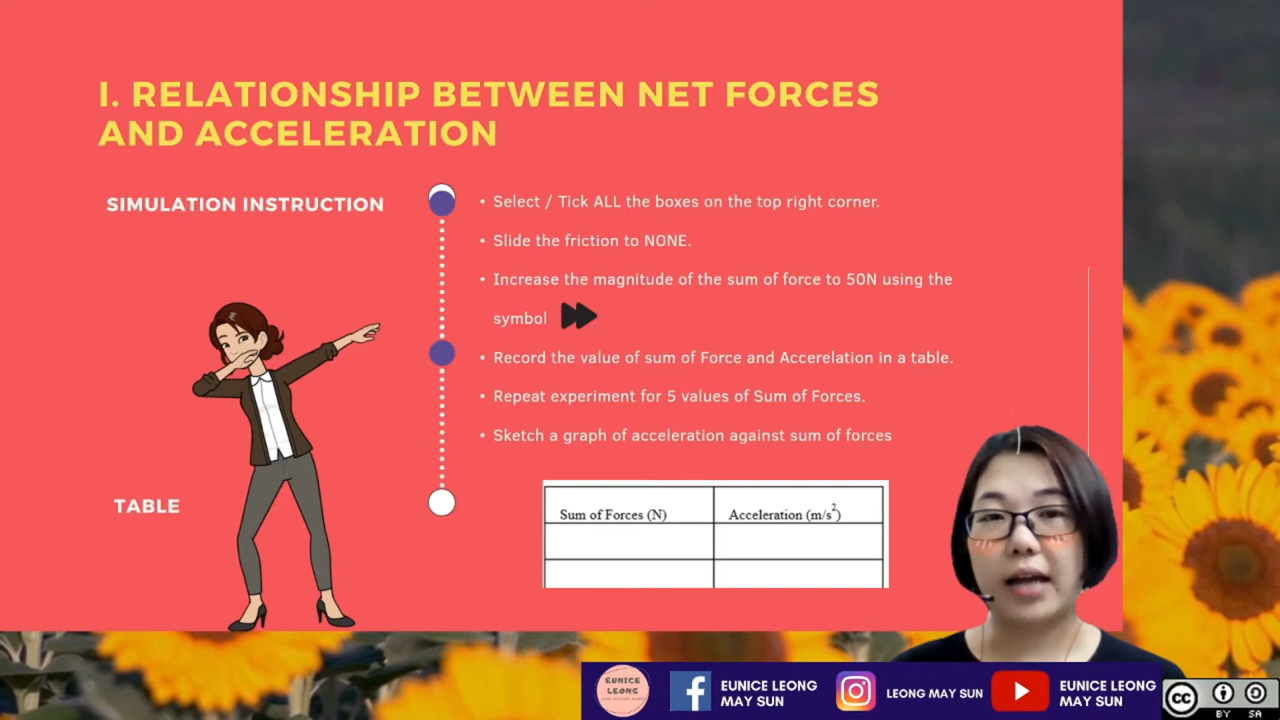 I. RELATIONSHIP BETWEEN NET FORCES
AND ACCELERATION
SIMULATION INSTRUCTION
• Select / Tick ALL the boxes on the top right corner.
• Slide the friction to NONE.
• Increase the magnitude of the sum of force to 50N using the
symbol
• Record the value of sum of Force and Accerelation in a table.
• Repeat experiment for 5 values of Sum of Forces.
• Sketch a graph of acceleration against sum of forces
TABLE
Sum of Forces (N) Acceleration (m/s²)
EUNICE
LEONG
EUNICE LEONG
MAY SUN
LEONG MAY SUN
EUNICE LEONG
MAY SUN
cc
BY SA